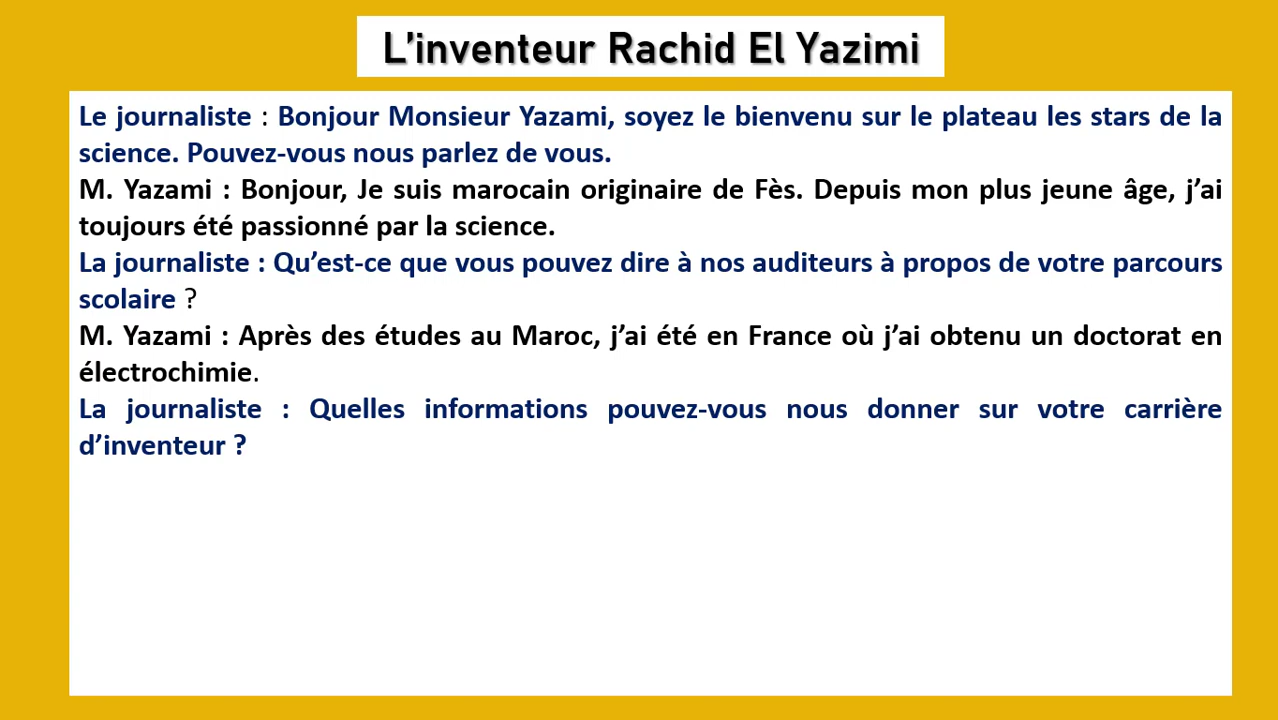 L'inventeur Rachid El Yazimi
Le journaliste : Bonjour Monsieur Yazami, soyez le bienvenu sur le plateau les stars de la
science. Pouvez-vous nous parlez de vous.
M. Yazami : Bonjour, Je suis marocain originaire de Fès. Depuis mon plus jeune âge, j’ai
toujours été passionné par la science.
La journaliste : Qu’est-ce que vous pouvez dire à nos auditeurs à propos de votre parcours
scolaire ?
M. Yazami : Après des études au Maroc, j’ai été en France où j’ai obtenu un doctorat en
électrochimie.
La journaliste : Quelles informations pouvez-vous nous donner sur votre carrière
d’inventeur ?